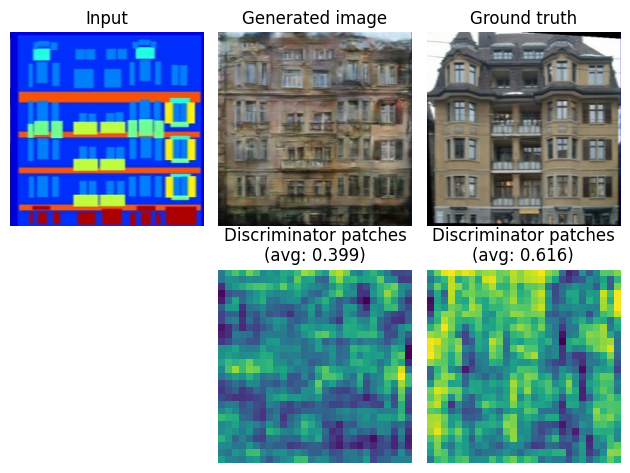 Input
Generated image
Ground truth
Discriminator patches
(avg: 0.399)
Discriminator patches
(avg: 0.616)